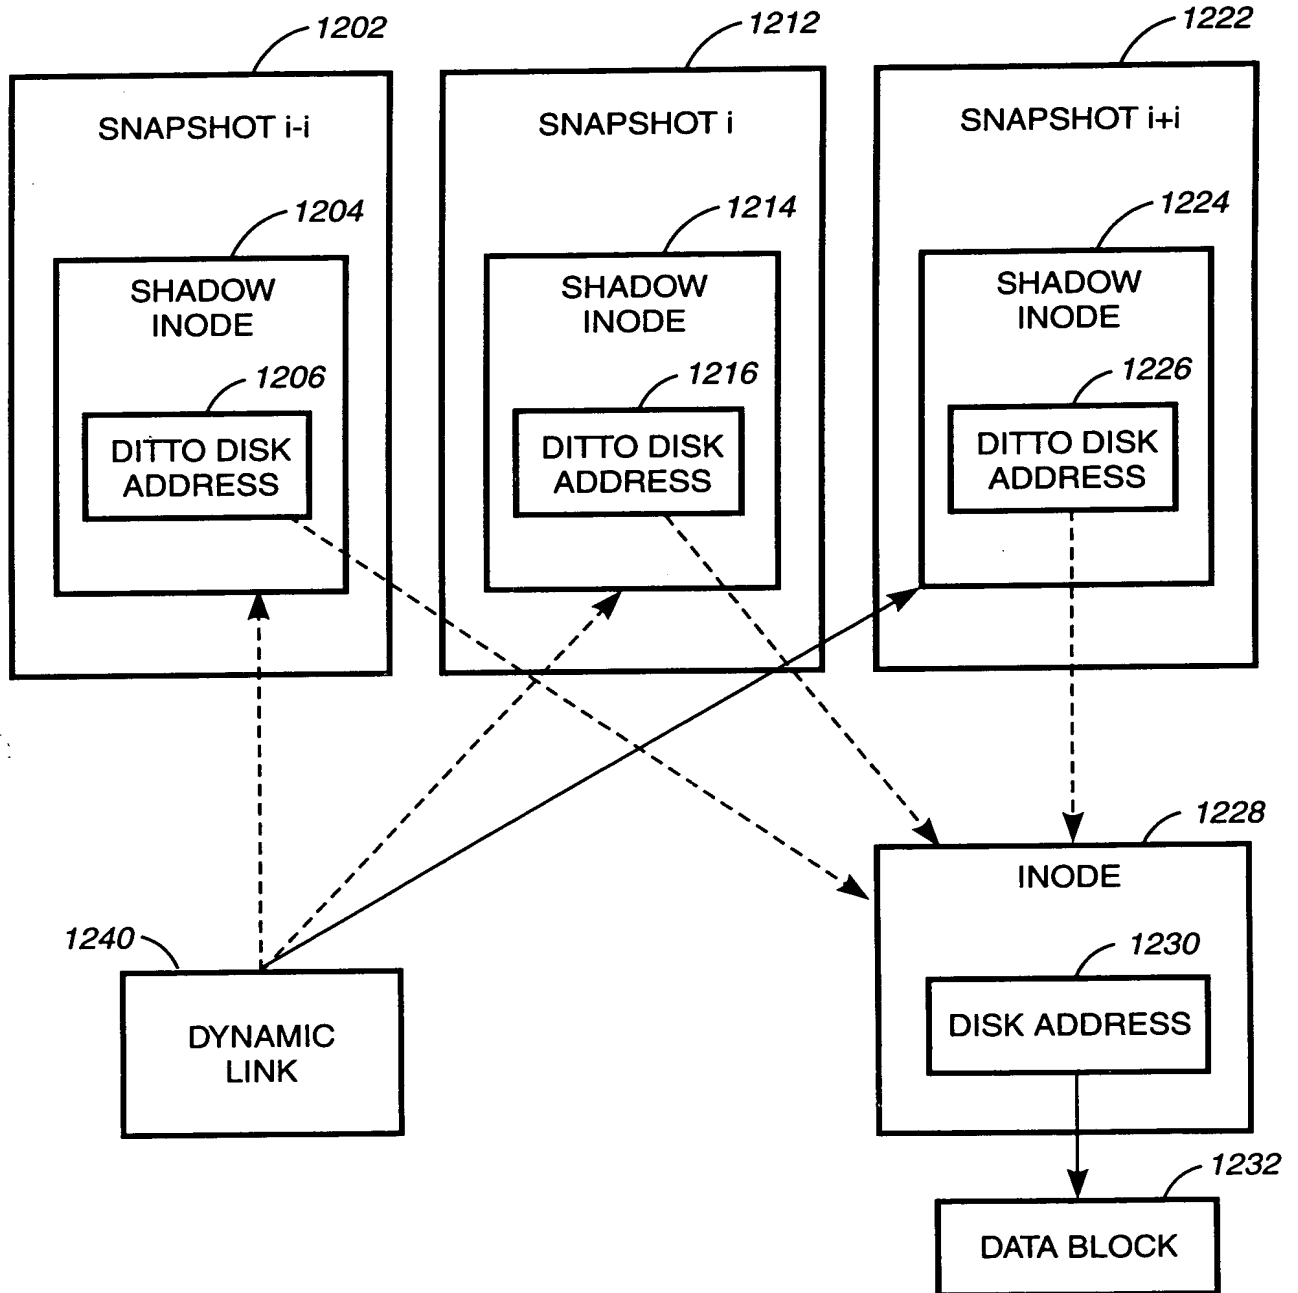 1202
1212
1222
SNAPSHOT i-i
SNAPSHOT i
SNAPSHOT i+i
1204
1214
1224
SHADOW
INODE
SHADOW
INODE
SHADOW
INODE
1206
1216
1226
DITTO DISK
ADDRESS
DITTO DISK
ADDRESS
DITTO DISK
ADDRESS
1228
INODE
1240
1230
DYNAMIC
LINK
DISK ADDRESS
1232
DATA BLOCK